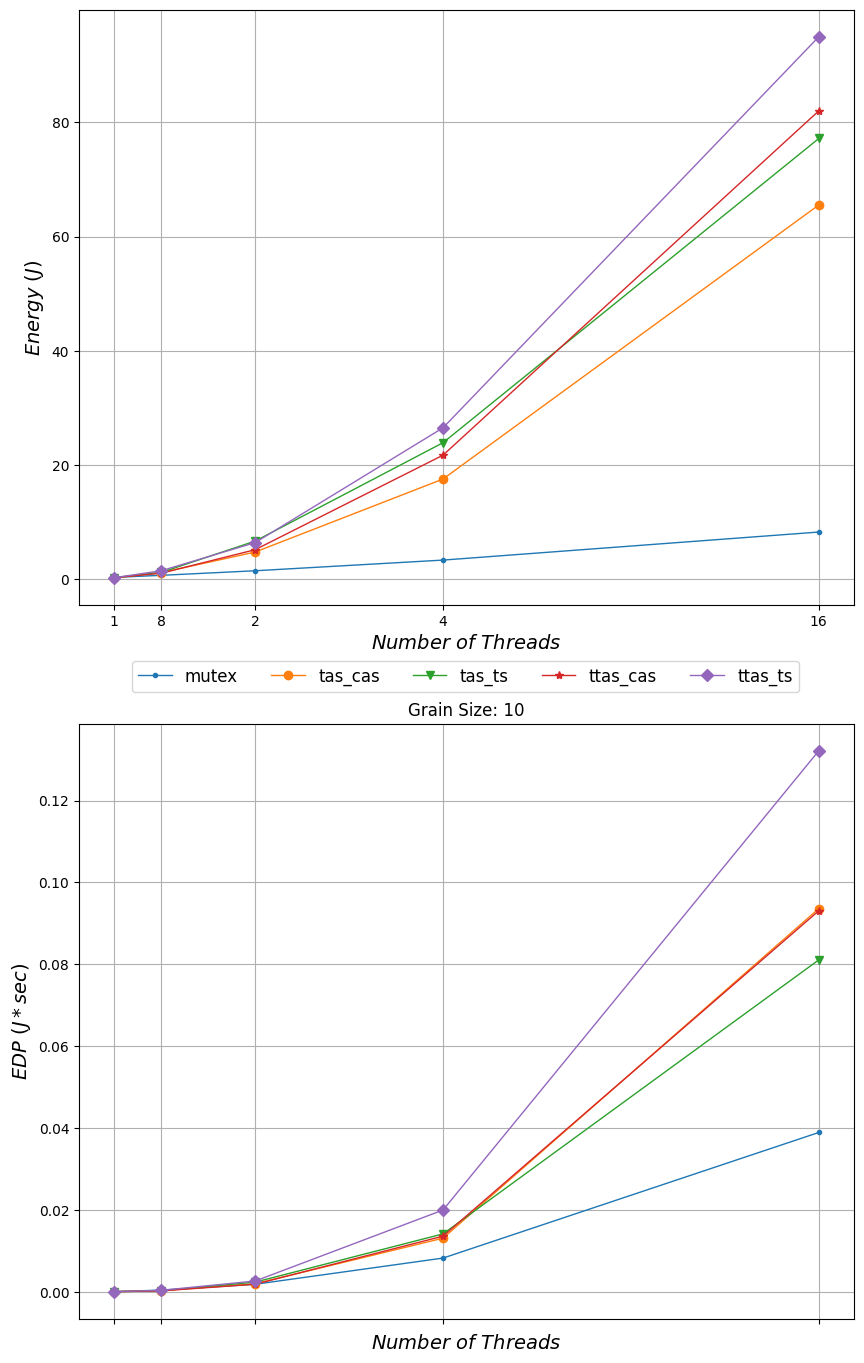 80
60
40
20
0
Energy (J)
1 8 2 4 16
Number of Threads
mutex tas_cas tas_ts ttas_cas ttas_ts
Grain Size: 10
0.12
0.10
0.08
0.06
0.04
0.02
0.00
EDP (J * sec)
Number of Threads